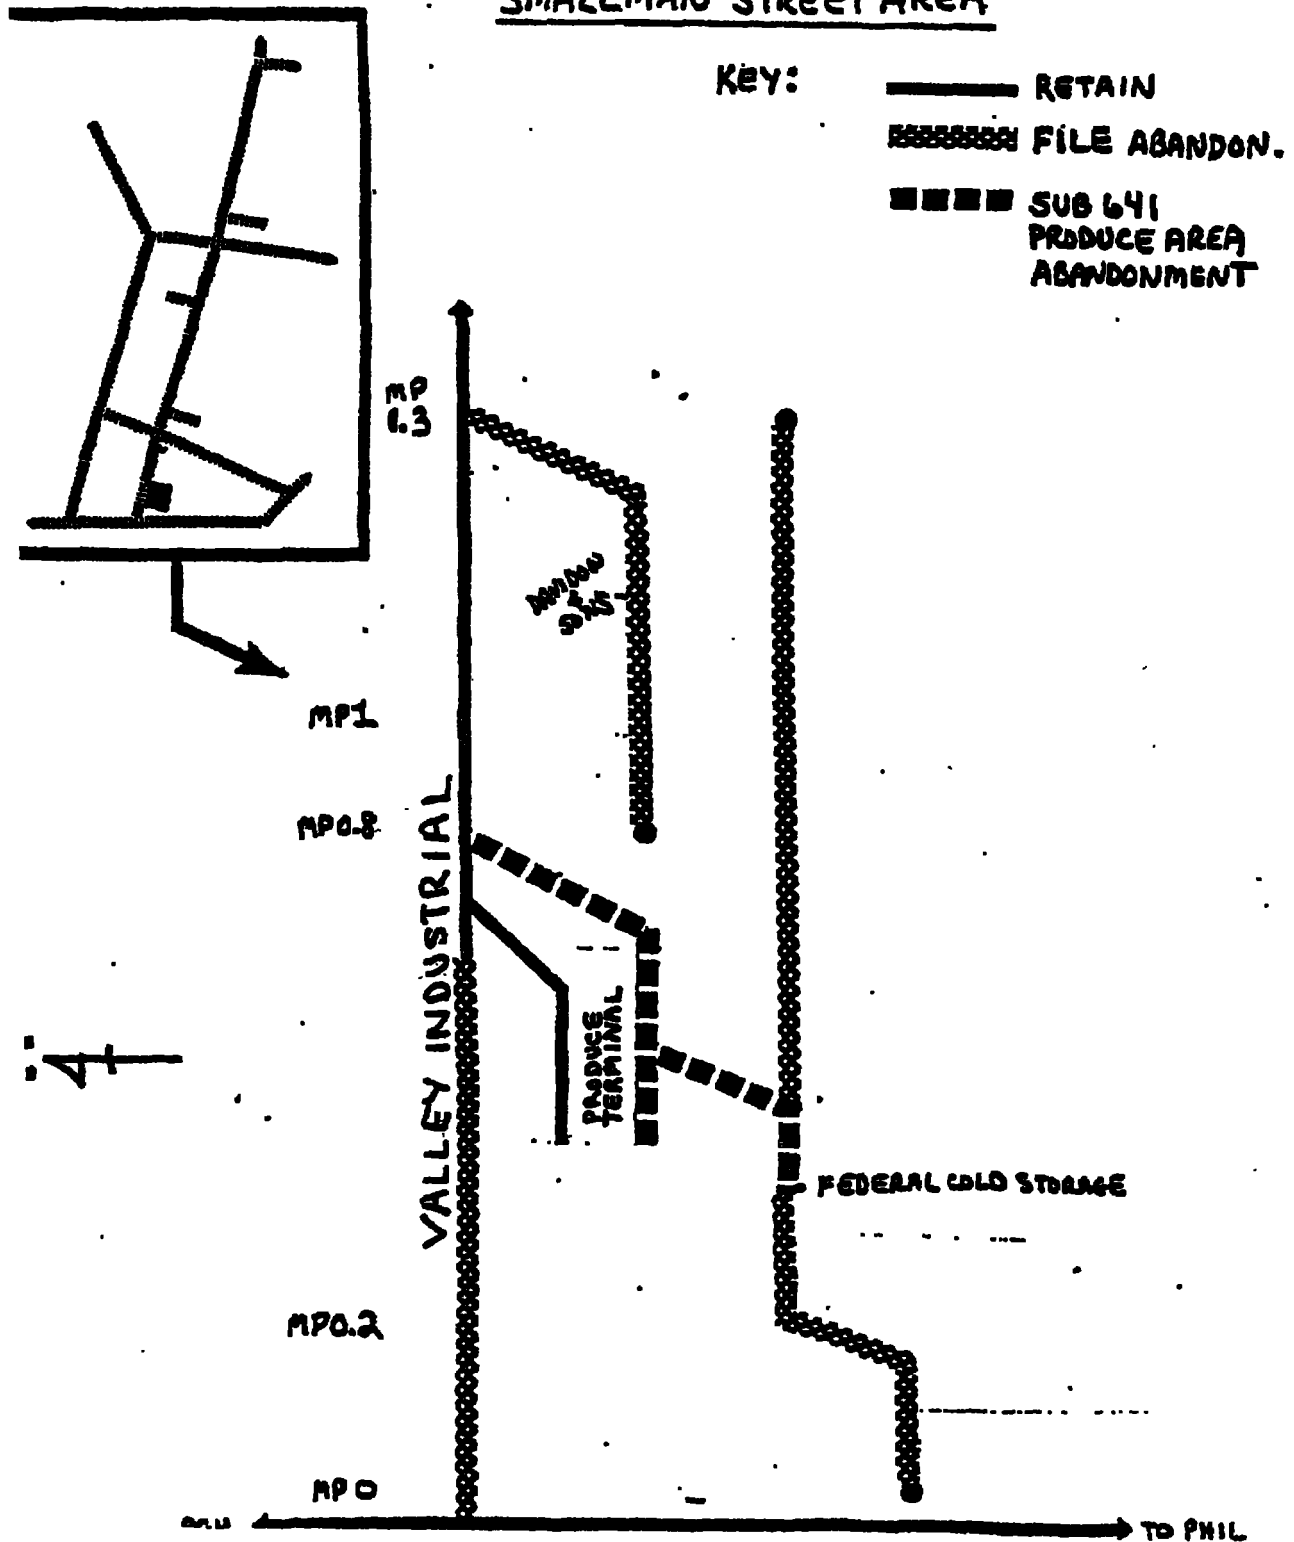 SMALLMAN STREET AREA
KEY:
RETAIN
FILE ABANDON.
SUB 641
PRODUCE AREA
ABANDONMENT
MP
1.3
MP1
MP0.8
VALLEY INDUSTRIAL
PRODUCE
TERMINAL
FEDERAL COLD STORAGE
MP0.2
MP0
TO PHIL